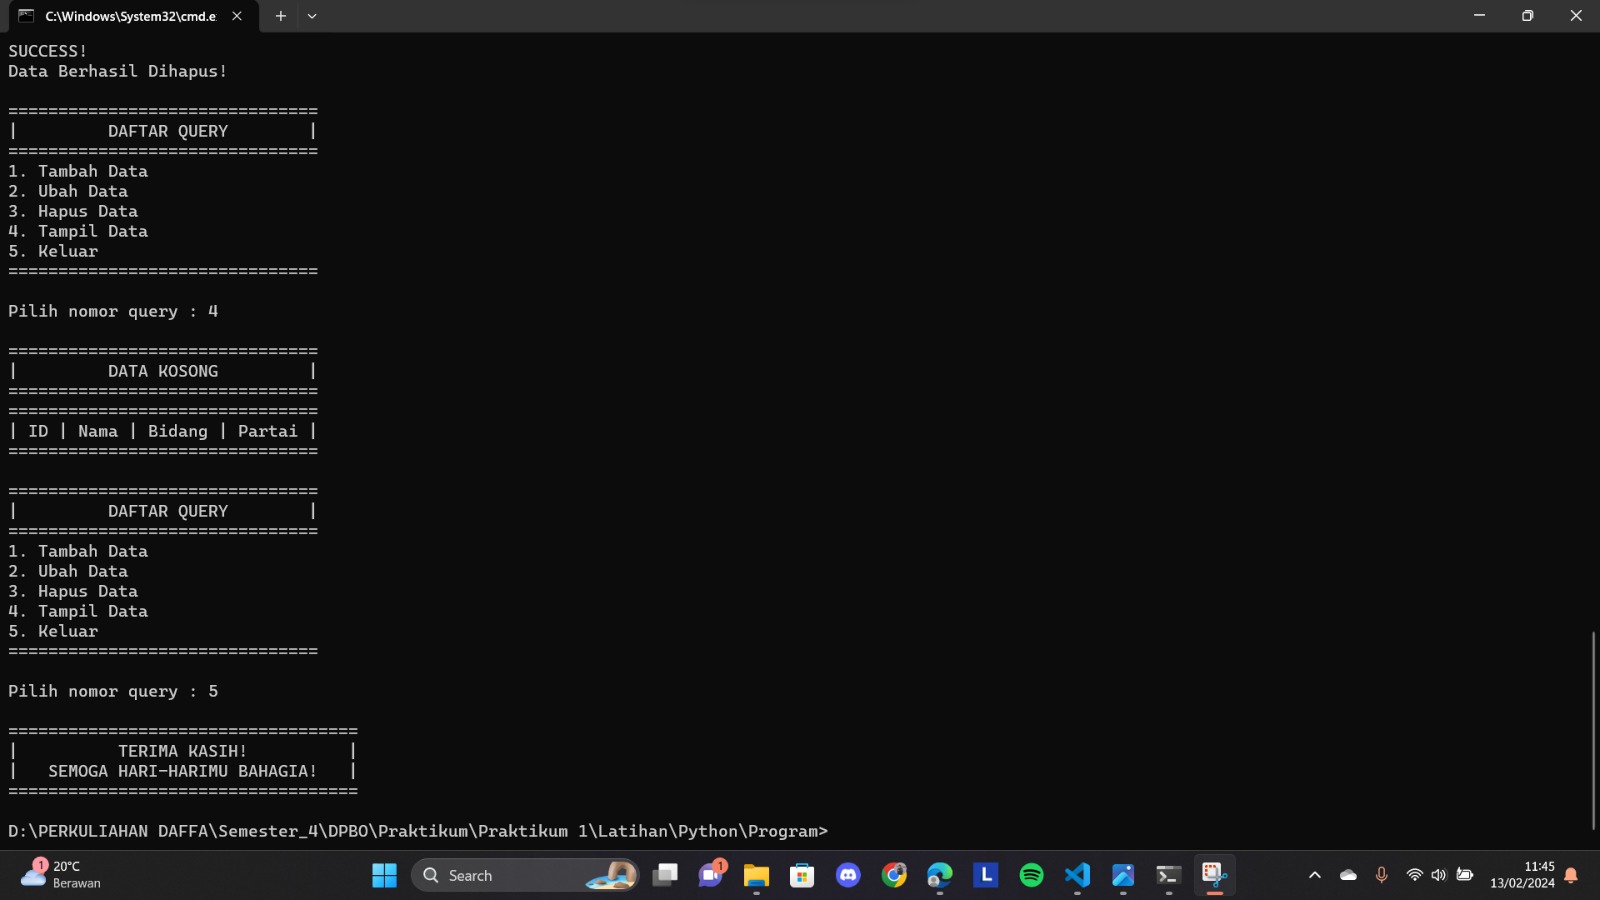 C:\Windows\System32\cmd.e
SUCCESS!
Data Berhasil Dihapus!
===============================
|         DAFTAR QUERY        |
===============================
1. Tambah Data
2. Ubah Data
3. Hapus Data
4. Tampil Data
5. Keluar
===============================
Pilih nomor query : 4
===============================
|         DATA KOSONG         |
===============================
===============================
| ID | Nama | Bidang | Partai |
===============================
===============================
|         DAFTAR QUERY        |
===============================
1. Tambah Data
2. Ubah Data
3. Hapus Data
4. Tampil Data
5. Keluar
===============================
Pilih nomor query : 5
===================================
|          TERIMA KASIH!          |
|   SEMOGA HARI-HARIMU BAHAGIA!   |
===================================
D:\PERKULIAHAN DAFFA\Semester_4\DPBO\Praktikum\Praktikum 1\Latihan\Python\Program>
1
20°C
Berawan
Search
1
L
11:45
13/02/2024